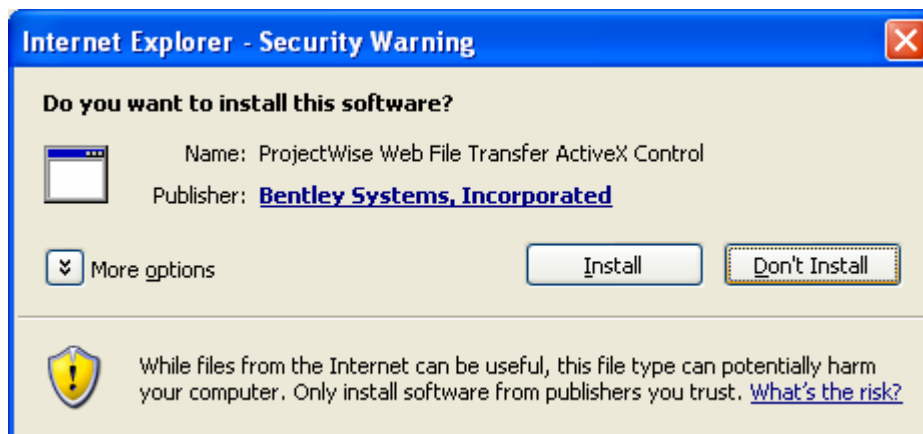 Internet Explorer - Security Warning
Do you want to install this software?
Name: ProjectWise Web File Transfer ActiveX Control
Publisher: Bentley Systems, Incorporated
More options
Install
Don't Install
While files from the Internet can be useful, this file type can potentially harm
your computer. Only install software from publishers you trust. What's the risk?